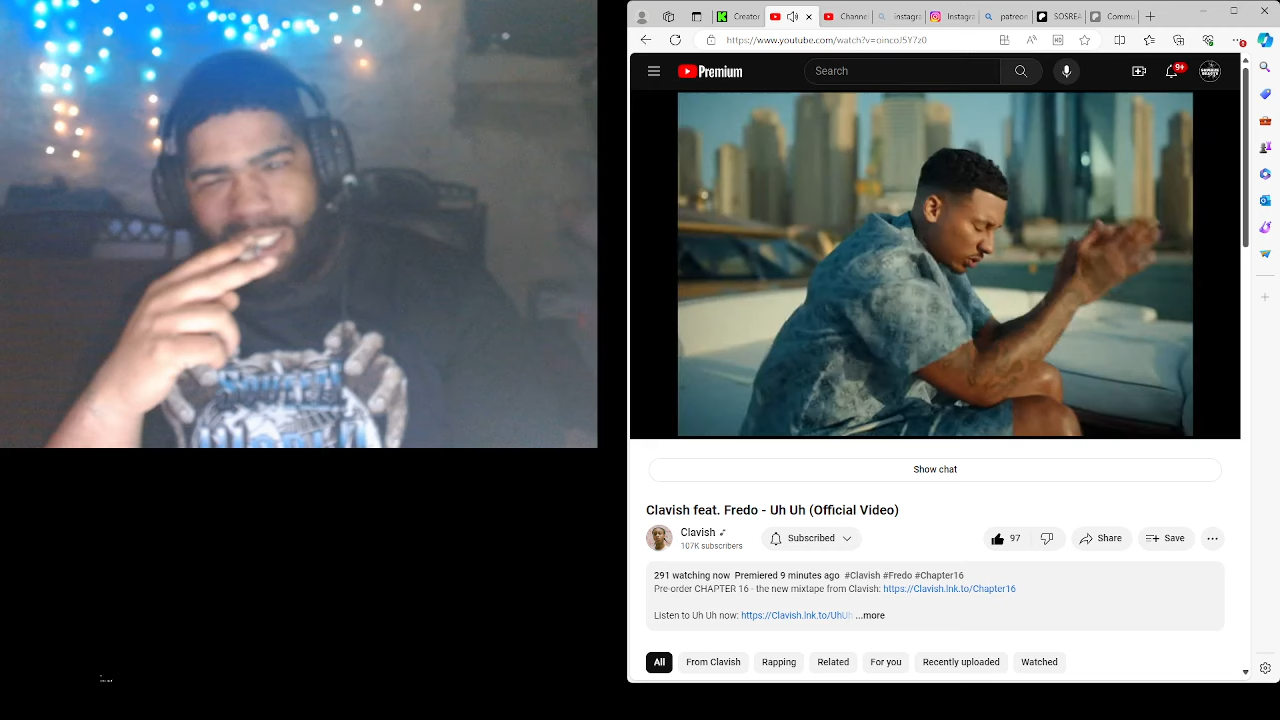 Creator
Channe
instagra
Instagra
patreon
SOSREA
Commu
https://www.youtube.com/watch?v=oincoJ5Y7z0
Premium
Search
9+
Show chat
Clavish feat. Fredo - Uh Uh (Official Video)
Clavish
107K subscribers
Subscribed
97
Share
Save
291 watching now Premiered 9 minutes ago #Clavish #Fredo #Chapter16
Pre-order CHAPTER 16 - the new mixtape from Clavish: https://Clavish.lnk.to/Chapter16
Listen to Uh Uh now: https://Clavish.lnk.to/UhUh ...more
All
From Clavish
Rapping
Related
For you
Recently uploaded
Watched